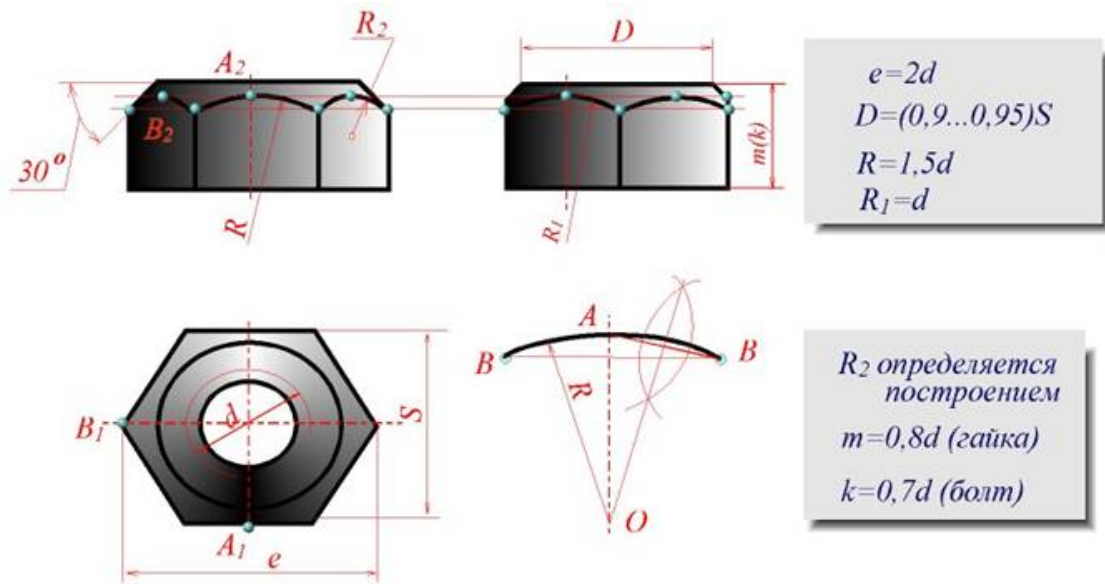 R2
D
A2
B2
30°
R
R1
m(k)
e=2d
D=(0,9...0,95)S
R=1,5d
R1=d
d
S
B1
A1
e
A
B
B
R
O
R2 определяется
построением
m=0,8d (гайка)
k=0,7d (болт)